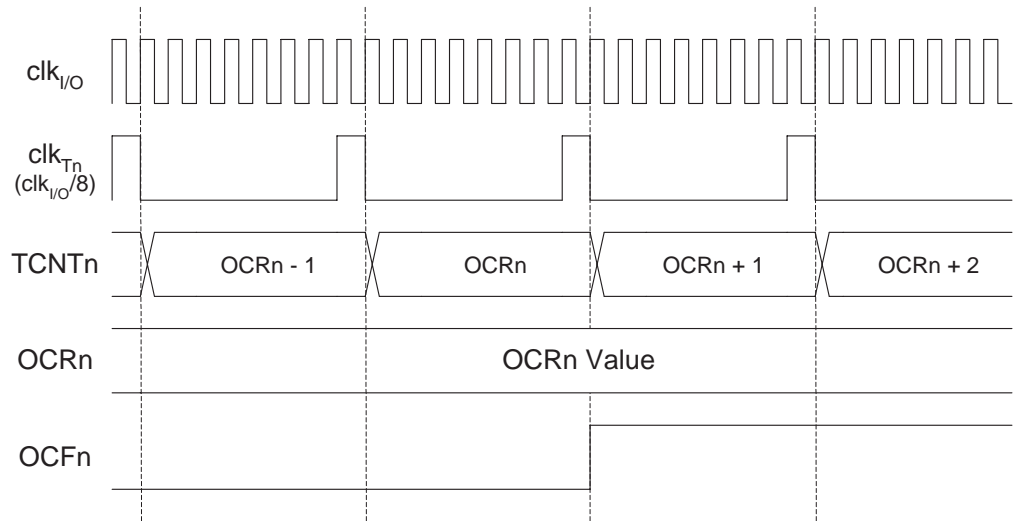 clkI/O
clkTn
(clkI/O/8)
TCNTn
OCRn - 1
OCRn
OCRn + 1
OCRn + 2
OCRn
OCRn Value
OCFn